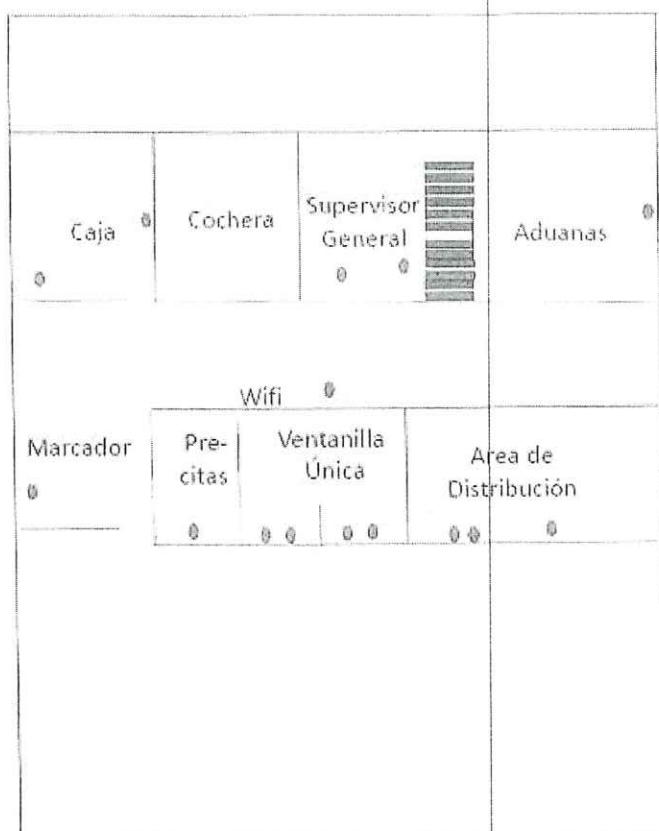 Caja
Cochera
Supervisor
General
Aduanas
Wifi
Marcador
Pre-
citas
Ventanilla
Única
Area de
Distribución